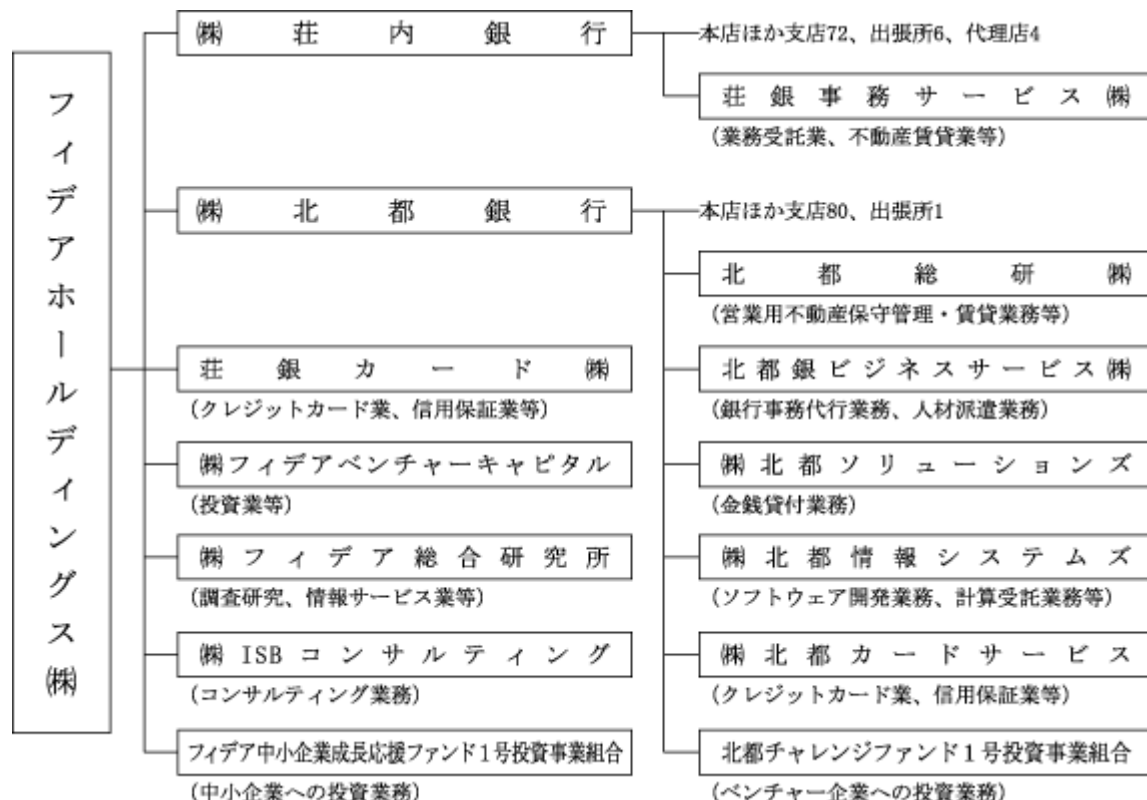 フィデアホールディングス㈱
㈱荘内銀行
本店ほか支店72、出張所6、代理店4
荘銀事務サービス㈱
(業務受託業、不動産賃貸業等)
㈱北都銀行
本店ほか支店80、出張所1
北都総研㈱
(営業用不動産保守管理・賃貸業務等)
北都銀ビジネスサービス㈱
(銀行事務代行業務、人材派遣業務)
㈱北都ソリューションズ
(金銭貸付業務)
㈱北都情報システムズ
(ソフトウェア開発業務、計算受託業務等)
㈱北都カードサービス
(クレジットカード業、信用保証業等)
北都チャレンジファンド1号投資事業組合
(ベンチャー企業への投資業務)
荘銀カード㈱
(クレジットカード業、信用保証業等)
㈱フィデアベンチャーキャピタル
(投資業等)
㈱フィデア総合研究所
(調査研究、情報サービス業等)
㈱ISBコンサルティング
(コンサルティング業務)
フィデア中小企業成長応援ファンド1号投資事業組合
(中小企業への投資業務)